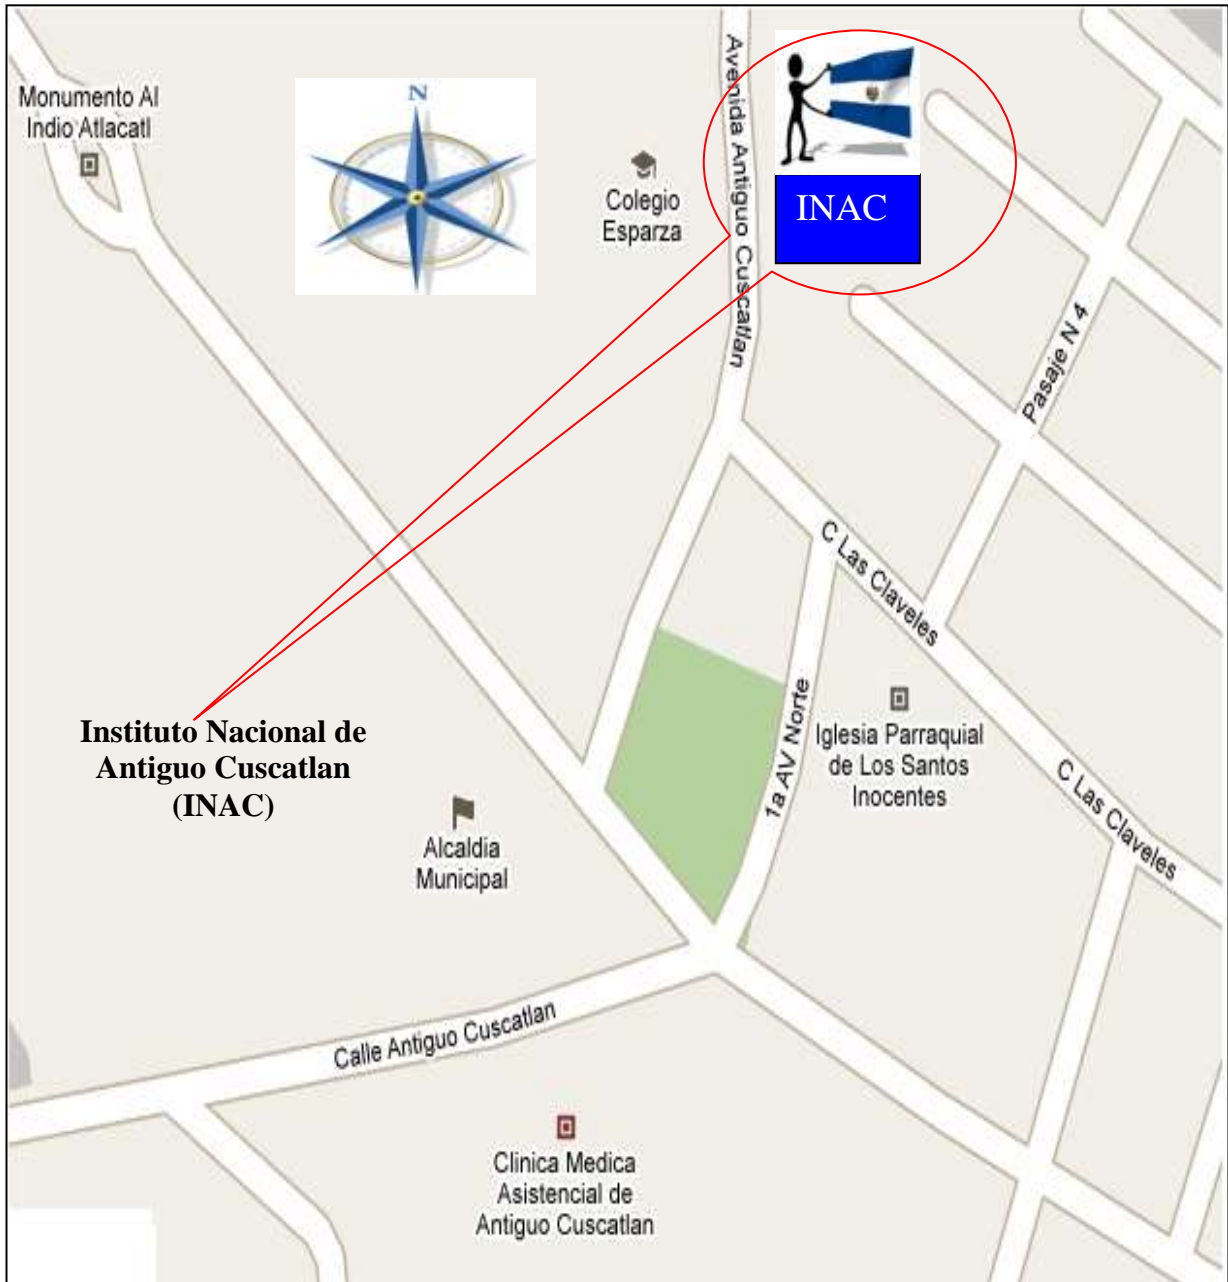 Monumento Al
Indio Atlacatl
N
Colegio
Esparza
Avenida Antiguo Cuscatlan
INAC
Pasaje N 4
C Las Claveles
Instituto Nacional de
Antiguo Cuscatlan
(INAC)
1a AV Norte
Iglesia Parraquial
de Los Santos
Inocentes
C Las Claveles
Alcaldia
Municipal
Calle Antiguo Cuscatlan
Clinica Medica
Asistencial de
Antiguo Cuscatlan